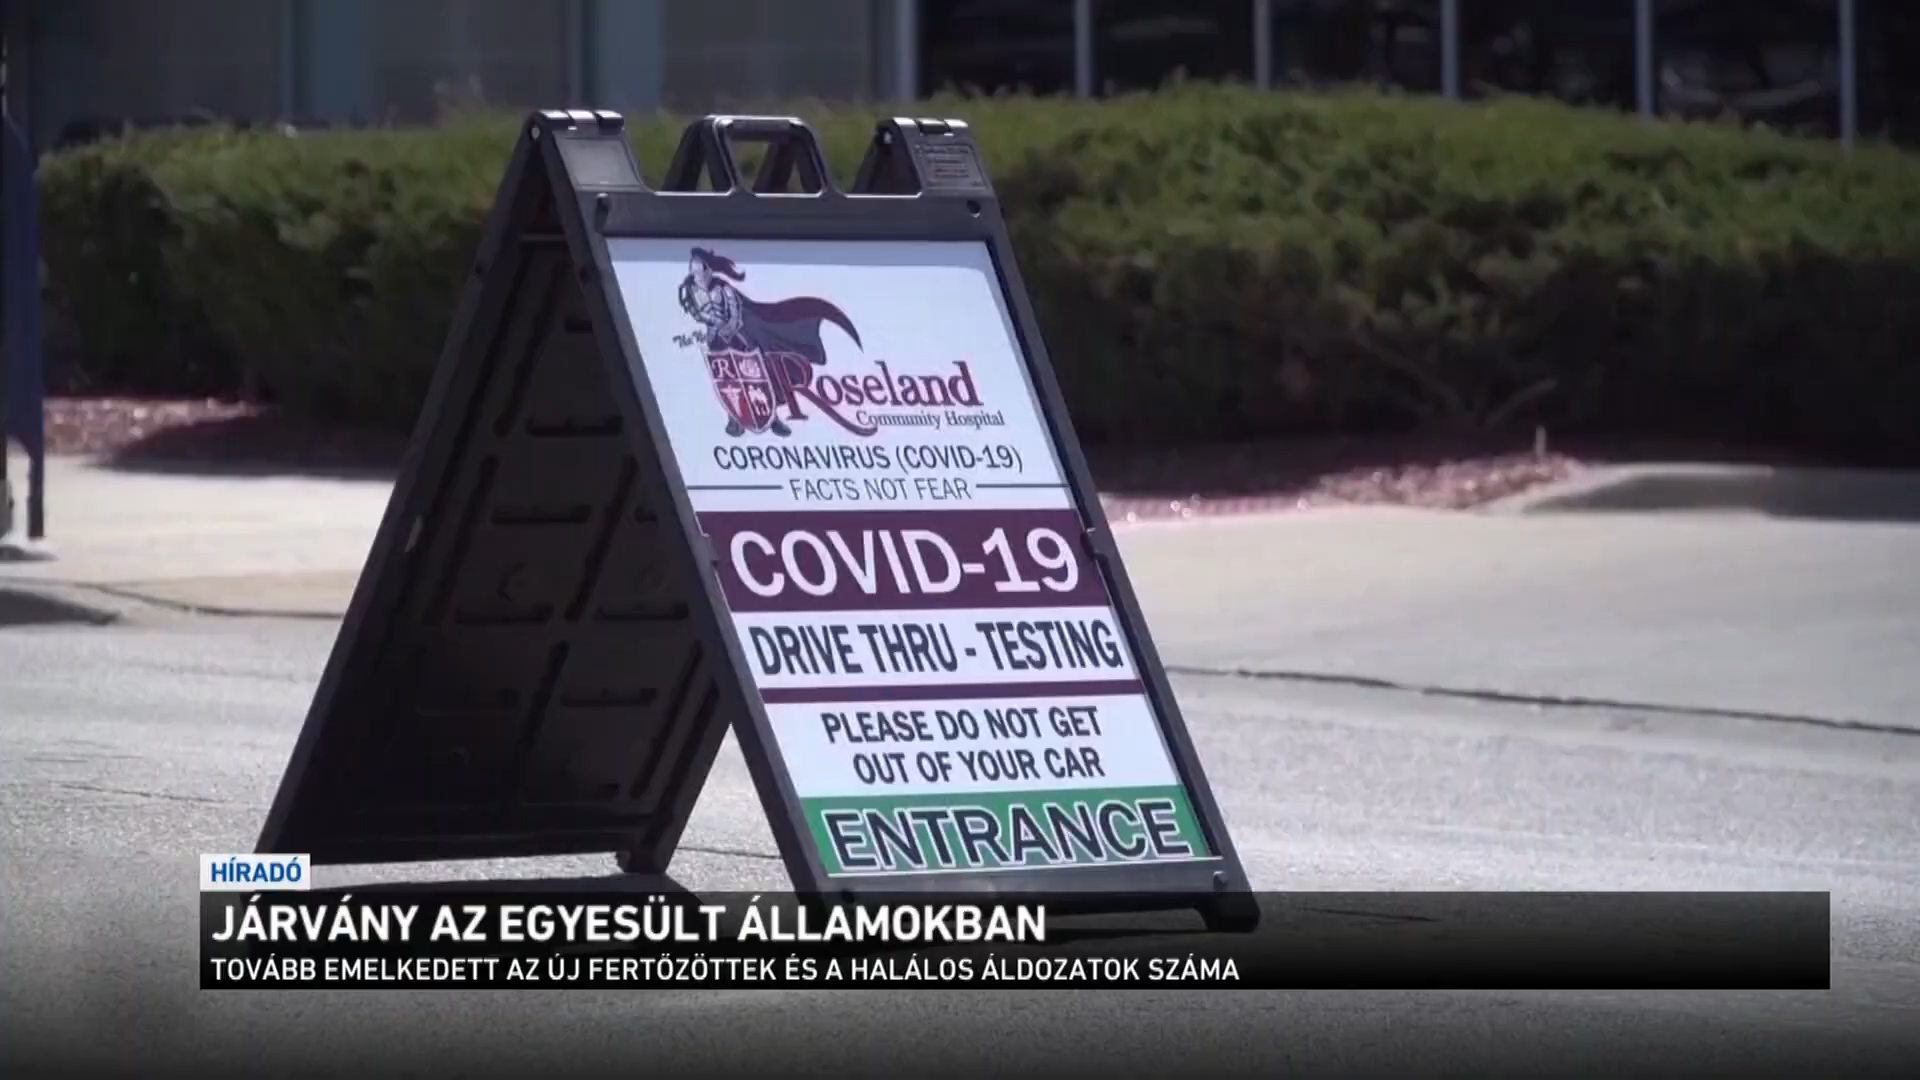 The
Roseland
Community Hospital
CORONAVIRUS (COVID-19)
FACTS NOT FEAR
COVID-19
DRIVE THRU - TESTING
PLEASE DO NOT GET
OUT OF YOUR CAR
ENTRANCE
HÍRADÓ
JÁRVÁNY AZ EGYESÜLT ÁLLAMOKBAN
TOVÁBB EMELKEDETT AZ ÚJ FERTŐZÖTTEK ÉS A HALÁLOS ÁLDOZATOK SZÁMA